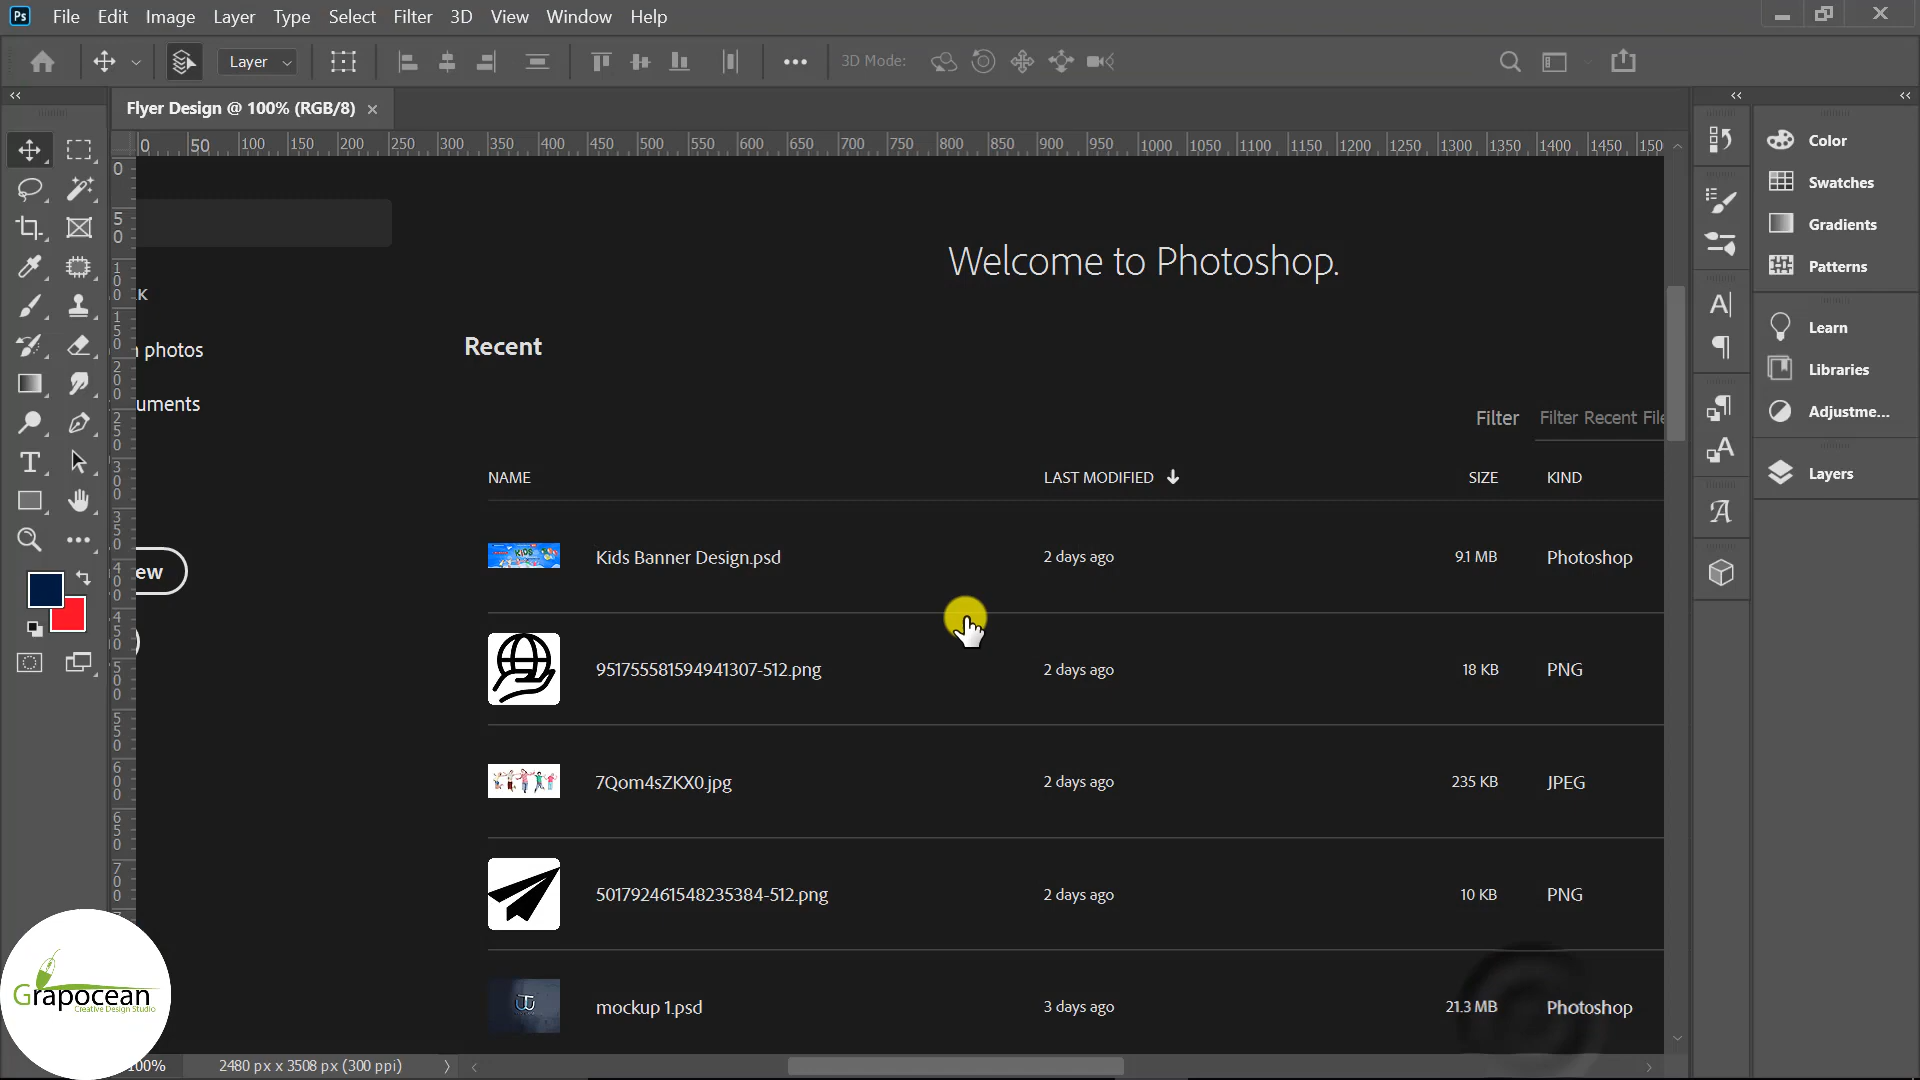 Ps File Edit Image Layer Type Select Filter 3D View Window Help
Layer 3D Mode:
Flyer Design @ 100% (RGB/8)
0 50 100 150 200 250 300 350 400 450 500 550 600 650 700 750 800 850 900 950 1000 1050 1100 1150 1200 1250 1300 1350 1400 1450 150
Color
Swatches
Gradients
Patterns
Learn
Libraries
Adjustme...
Layers
Welcome to Photoshop.
K
photos
uments
ew
Recent
Filter Filter Recent File
NAME LAST MODIFIED SIZE KIND
Kids Banner Design.psd 2 days ago 9.1 MB Photoshop
951755581594941307-512.png 2 days ago 18 KB PNG
7Qom4sZKX0.jpg 2 days ago 235 KB JPEG
501792461548235384-512.png 2 days ago 10 KB PNG
mockup 1.psd 3 days ago 21.3 MB Photoshop
Grapocean
Creative Design Studio
100% 2480 px x 3508 px (300 ppi)